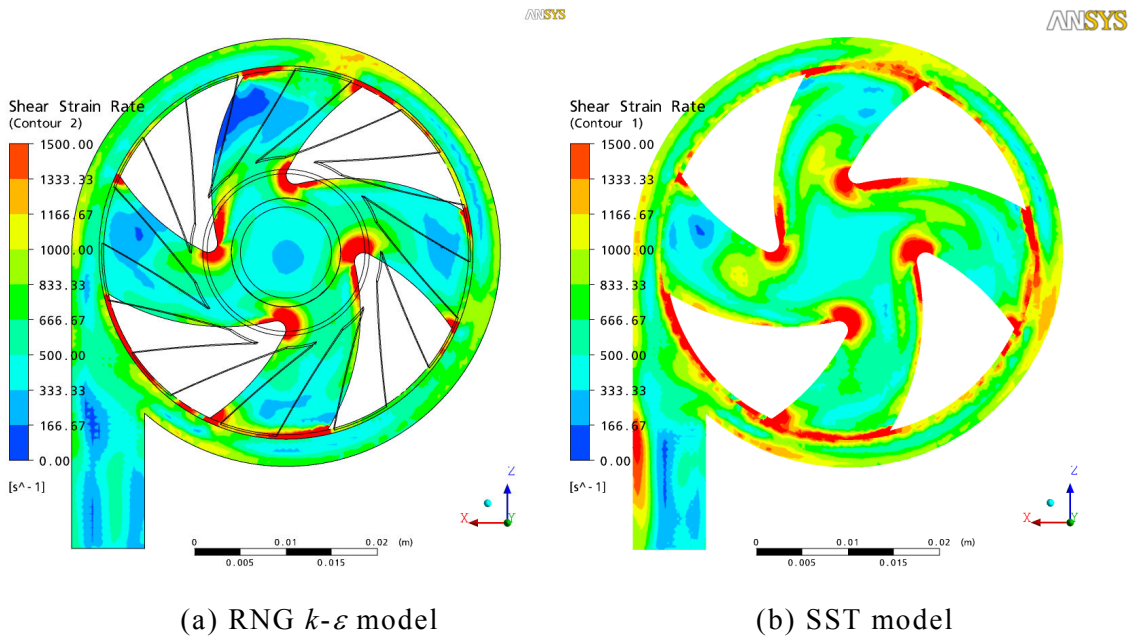 ANSYS
ANSYS
Shear Strain Rate
(Contour 2)
1500.00
1333.33
1166.67
1000.00
833.33
666.67
500.00
333.33
166.67
0.00
[s^-1]
Z
X
Y
0 0.01 0.02 (m)
0.005 0.015
Shear Strain Rate
(Contour 1)
1500.00
1333.33
1166.67
1000.00
833.33
666.67
500.00
333.33
166.67
0.00
[s^-1]
Z
X
Y
0 0.01 0.02 (m)
0.005 0.015
(a) RNG k-ε model
(b) SST model